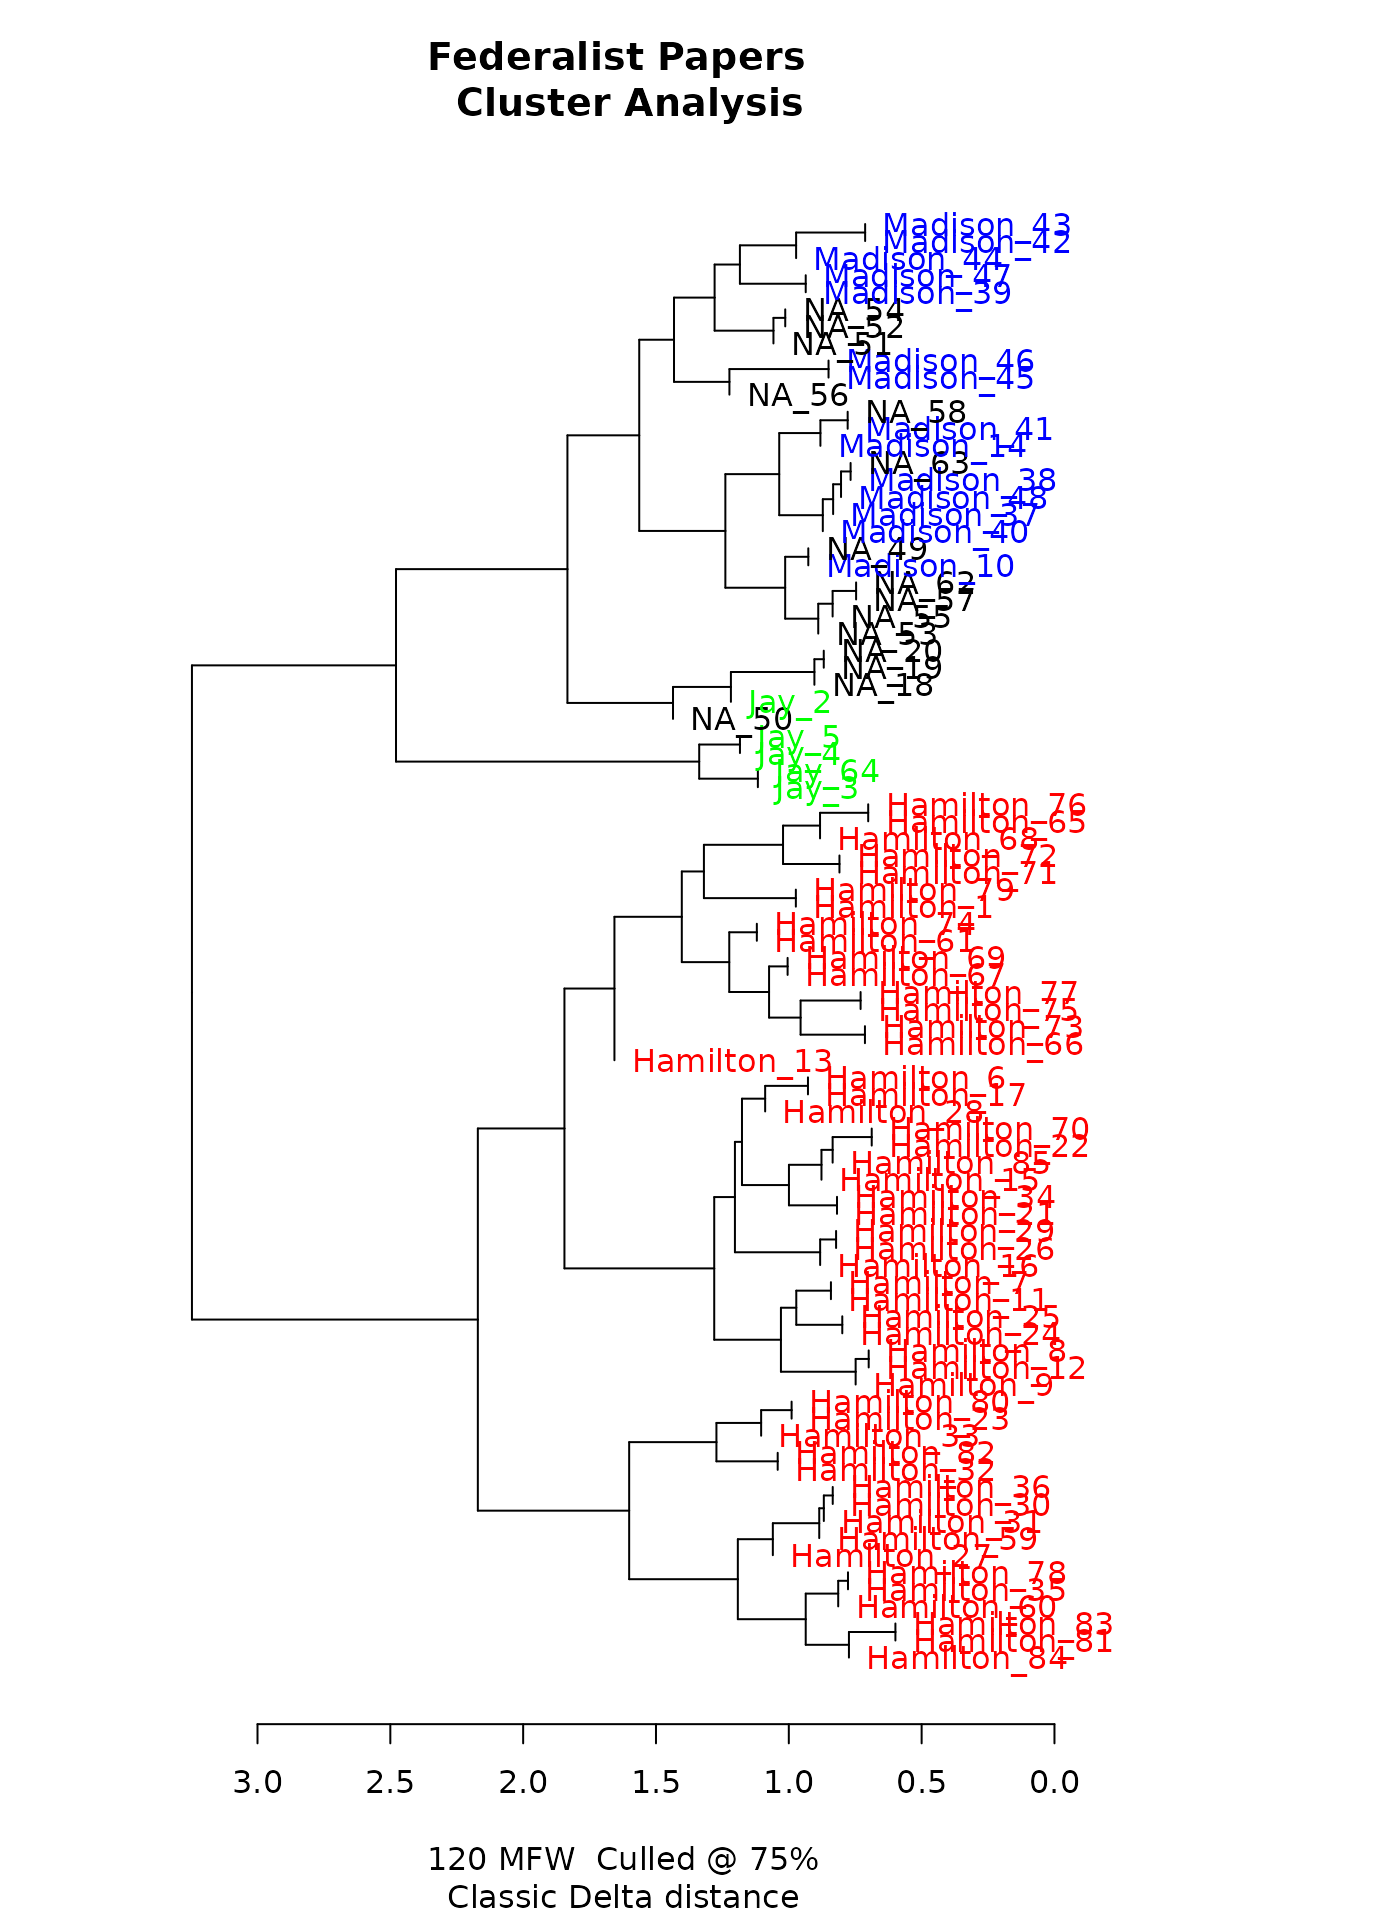 Federalist Papers
Cluster Analysis
Madison_43
Madison_42
Madison_44
Madison_47
Madison_39
NA_54
NA_52
NA_51
Madison_46
Madison_45
NA_56
NA_58
Madison_41
Madison_14
NA_63
Madison_38
Madison_48
Madison_37
Madison_40
NA_49
Madison_10
NA_62
NA_57
NA_55
NA_53
NA_20
NA_19
NA_18
Jay_2
NA_50
Jay_5
Jay_4
Jay_64
Jay_3
Hamilton_76
Hamilton_65
Hamilton_68
Hamilton_72
Hamilton_71
Hamilton_79
Hamilton_1
Hamilton_74
Hamilton_61
Hamilton_69
Hamilton_67
Hamilton_77
Hamilton_75
Hamilton_73
Hamilton_66
Hamilton_13
Hamilton_6
Hamilton_17
Hamilton_28
Hamilton_70
Hamilton_22
Hamilton_85
Hamilton_15
Hamilton_34
Hamilton_21
Hamilton_29
Hamilton_26
Hamilton_16
Hamilton_7
Hamilton_11
Hamilton_25
Hamilton_24
Hamilton_8
Hamilton_12
Hamilton_9
Hamilton_80
Hamilton_23
Hamilton_33
Hamilton_82
Hamilton_32
Hamilton_36
Hamilton_30
Hamilton_31
Hamilton_59
Hamilton_27
Hamilton_78
Hamilton_35
Hamilton_60
Hamilton_83
Hamilton_81
Hamilton_84
3.0 2.5 2.0 1.5 1.0 0.5 0.0
120 MFW Culled @ 75%
Classic Delta distance